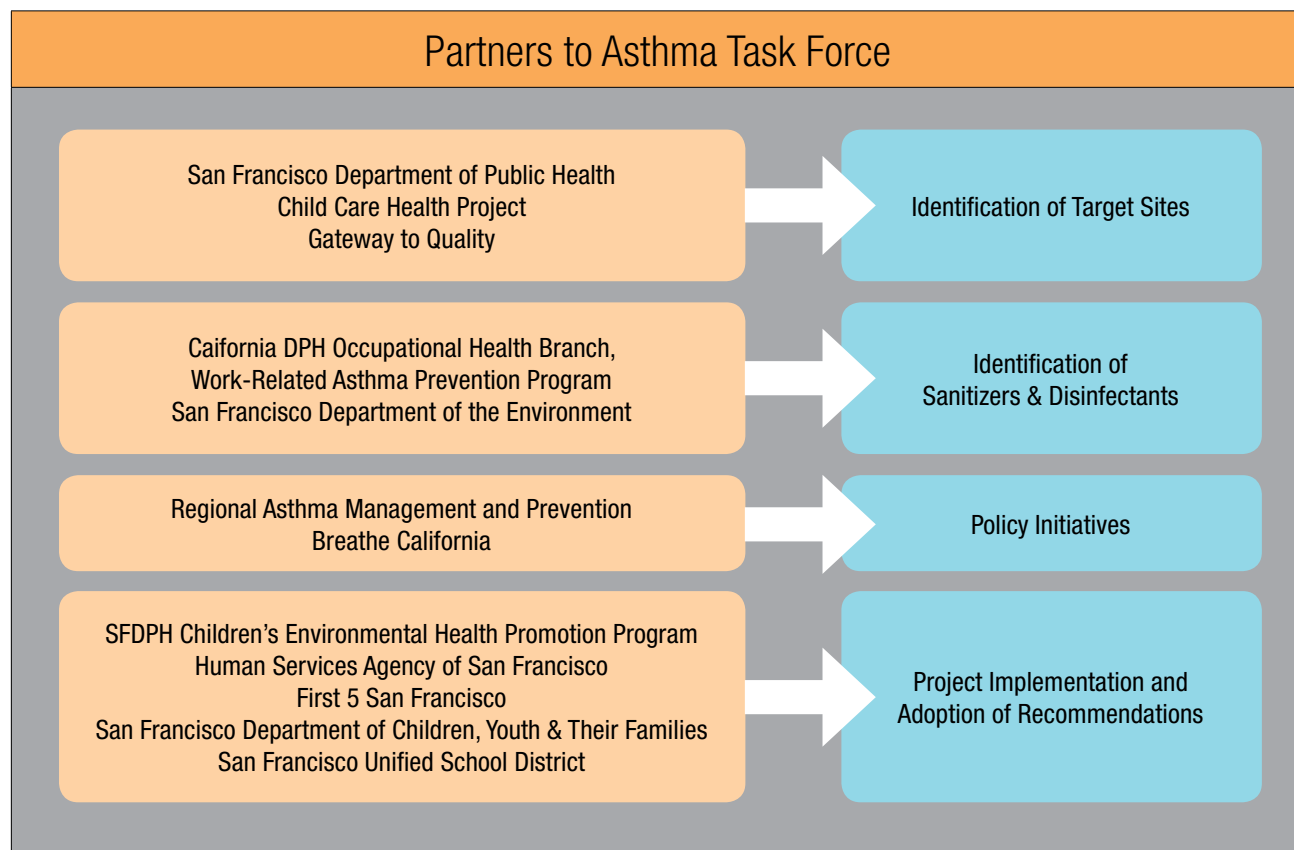 Partners to Asthma Task Force
San Francisco Department of Public Health
Child Care Health Project
Gateway to Quality
Identification of Target Sites
Caifornia DPH Occupational Health Branch,
Work-Related Asthma Prevention Program
San Francisco Department of the Environment
Identification of
Sanitizers & Disinfectants
Regional Asthma Management and Prevention
Breathe California
Policy Initiatives
SFDPH Children’s Environmental Health Promotion Program
Human Services Agency of San Francisco
First 5 San Francisco
San Francisco Department of Children, Youth & Their Families
San Francisco Unified School District
Project Implementation and
Adoption of Recommendations